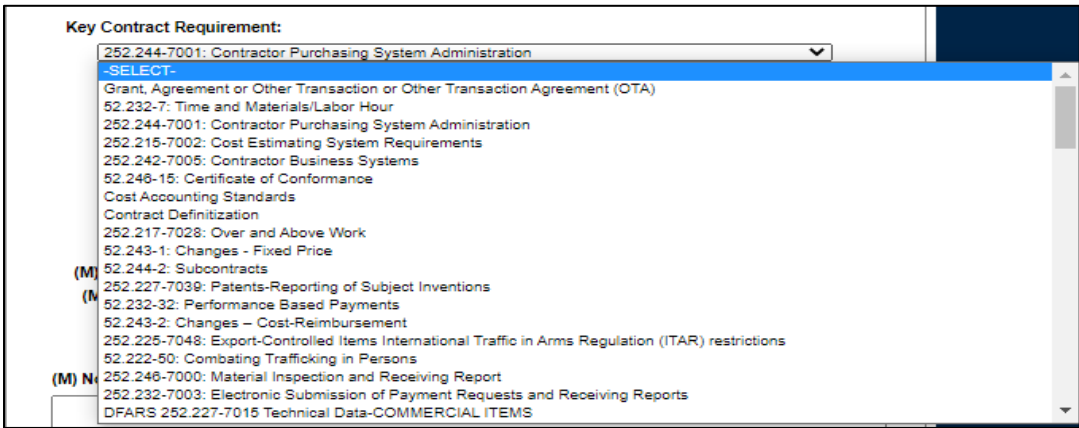 Key Contract Requirement:
252.244-7001: Contractor Purchasing System Administration
-SELECT-
Grant, Agreement or Other Transaction or Other Transaction Agreement (OTA)
52.232-7: Time and Materials/Labor Hour
252.244-7001: Contractor Purchasing System Administration
252.215-7002: Cost Estimating System Requirements
252.242-7005: Contractor Business Systems
52.246-15: Certificate of Conformance
Cost Accounting Standards
Contract Definitization
252.217-7028: Over and Above Work
52.243-1: Changes - Fixed Price
(M) 52.244-2: Subcontracts
252.227-7039: Patents-Reporting of Subject Inventions
(M 52.232-32: Performance Based Payments
52.243-2: Changes – Cost-Reimbursement
252.225-7048: Export-Controlled Items International Traffic in Arms Regulation (ITAR) restrictions
52.222-50: Combating Trafficking in Persons
(M) 252.246-7000: Material Inspection and Receiving Report
252.232-7003: Electronic Submission of Payment Requests and Receiving Reports
DFARS 252.227-7015 Technical Data-COMMERCIAL ITEMS